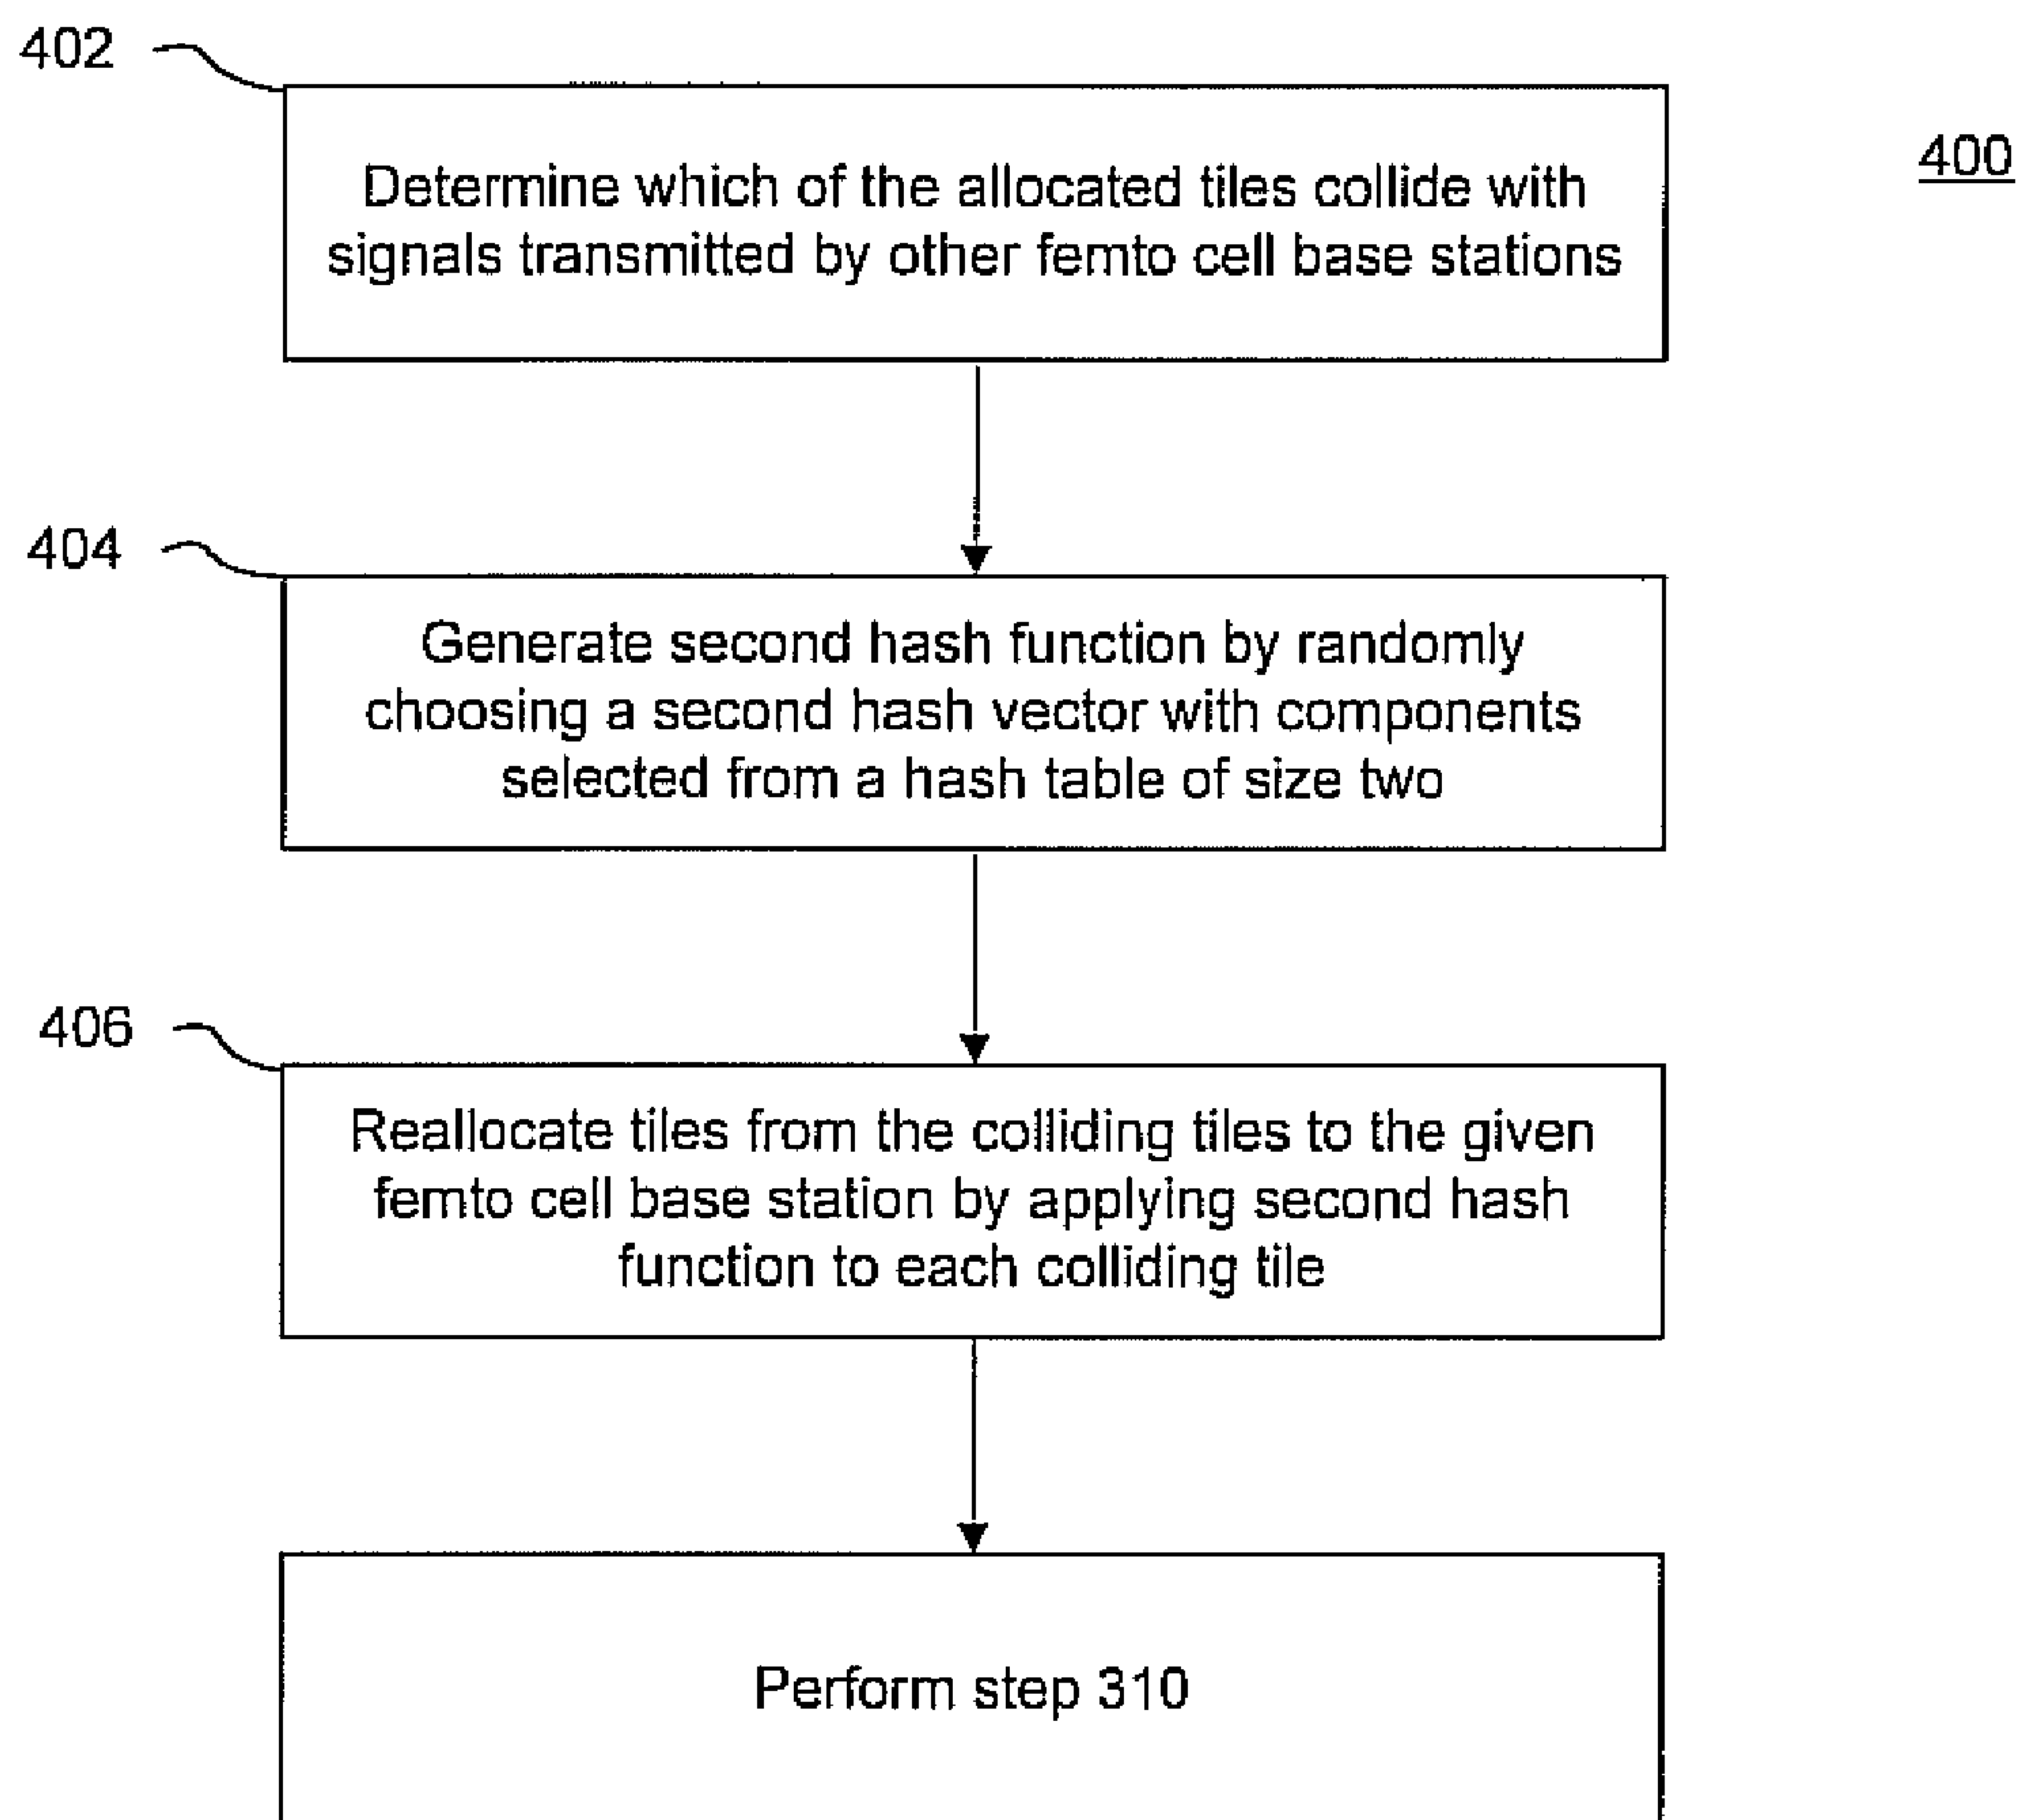 402
400
Determine which of the allocated tiles collide with
signals transmitted by other femto cell base stations
404
Generate second hash function by randomly
choosing a second hash vector with components
selected from a hash table of size two
406
Reallocate tiles from the colliding tiles to the given
femto cell base station by applying second hash
function to each colliding tile
Perform step 310